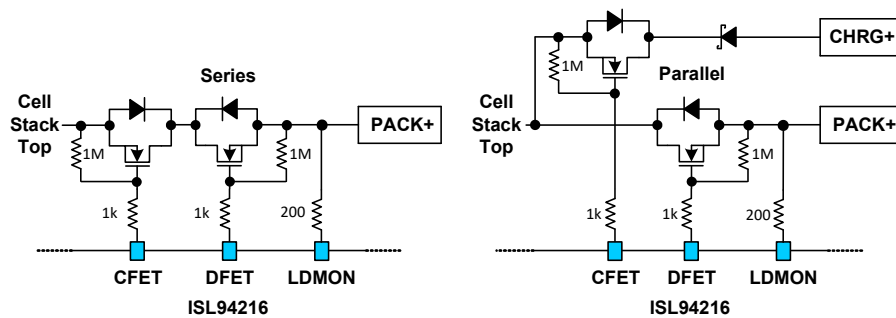 Series
Cell
Stack
Top
1M
1M
PACK+
1k
1k
200
CFET
DFET
LDMON
ISL94216
CHRG+
1M
Parallel
Cell
Stack
Top
PACK+
1M
1k
1k
200
CFET
DFET
LDMON
ISL94216